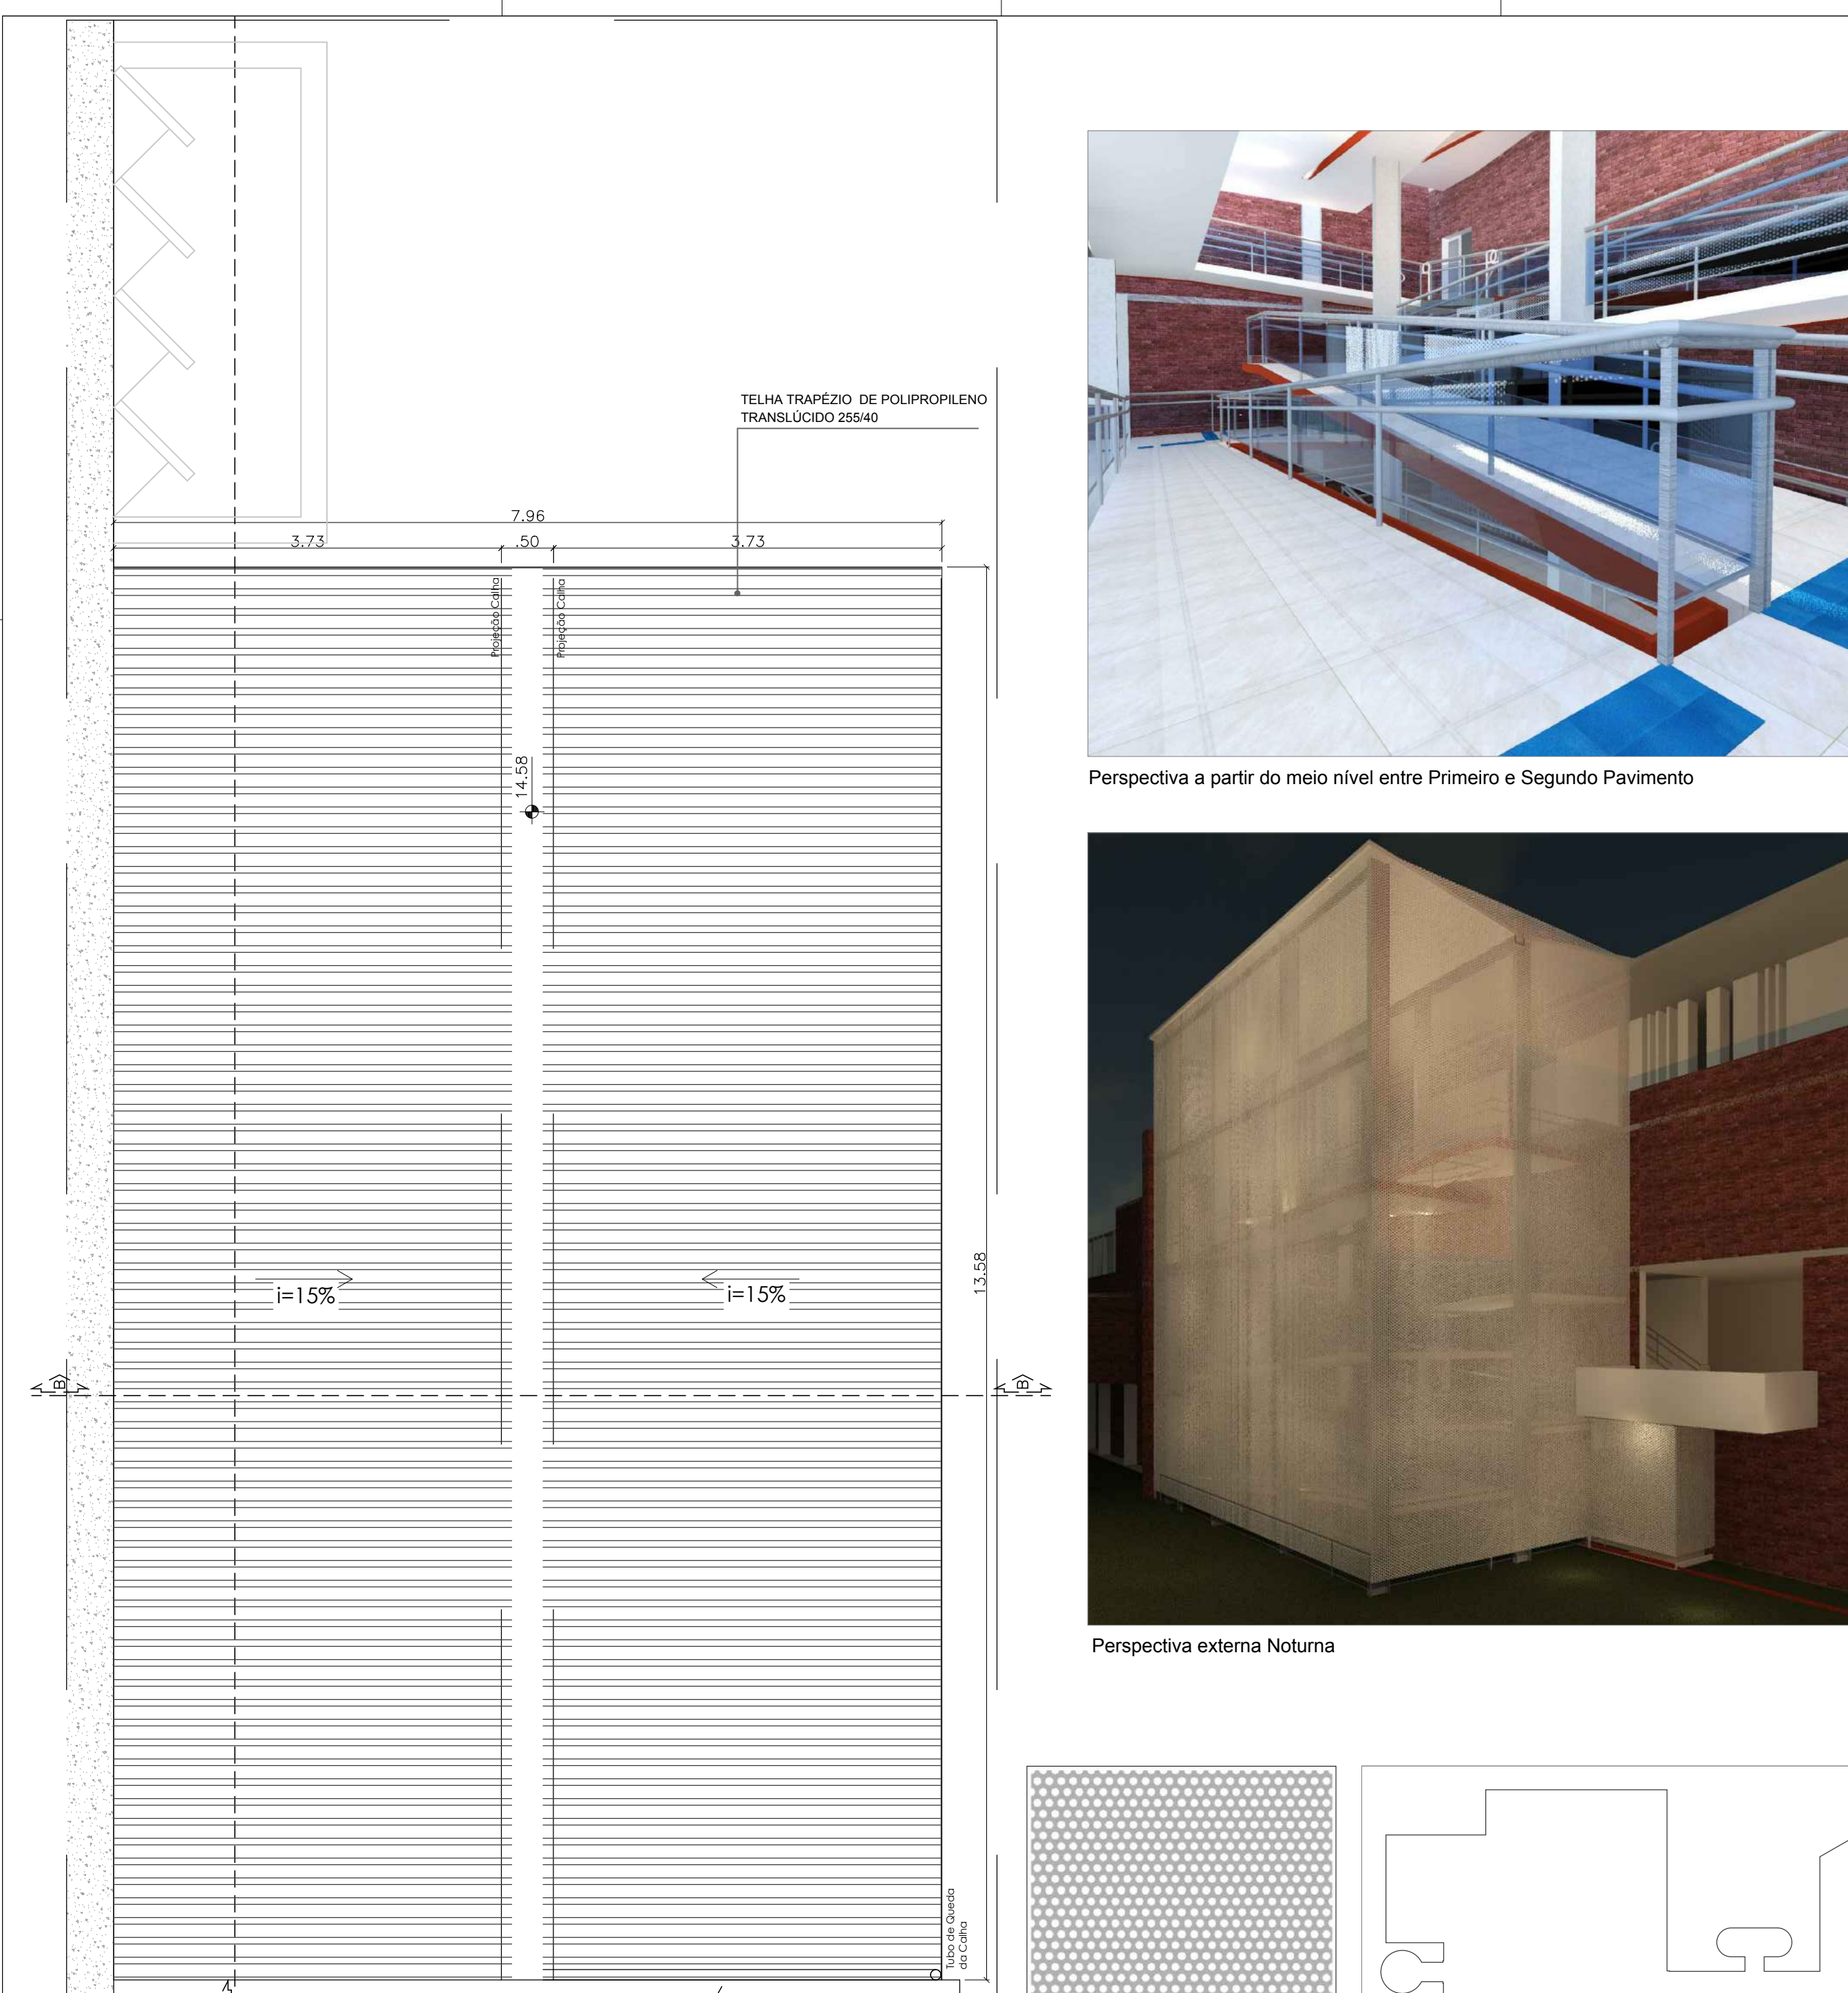 TELHA TRAPÉZIO DE POLIPROPILENO
TRANSLÚCIDO 255/40
7.96
3.73
.50
3.73
Projeção Calha
Projeção Calha
14.58
Perspectiva a partir do meio nível entre Primeiro e Segundo Pavimento
13.58
i=15%
i=15%
B
B
Perspectiva externa Noturna
Tubo de Queda
da Calha